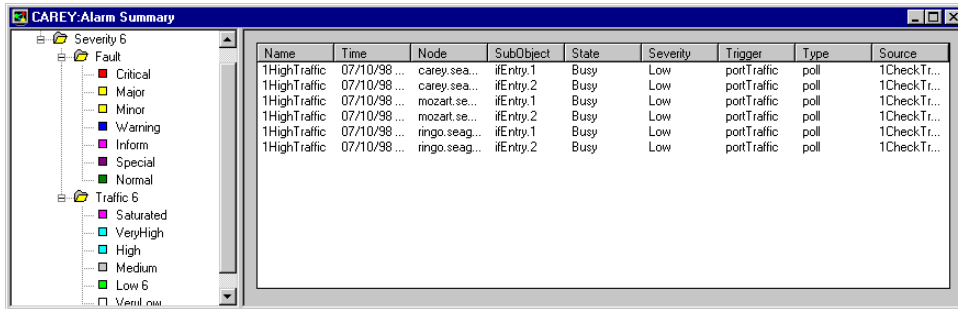 CAREY:Alarm Summary
Severity 6
Fault
Critical
Major
Minor
Warning
Inform
Special
Normal
Traffic 6
Saturated
VeryHigh
High
Medium
Low 6
VeryLow
Name Time Node SubObject State Severity Trigger Type Source
1HighTraffic 07/10/98 ... carey.sea... ifEntry.1 Busy Low portTraffic poll 1CheckTr...
1HighTraffic 07/10/98 ... carey.sea... ifEntry.2 Busy Low portTraffic poll 1CheckTr...
1HighTraffic 07/10/98 ... mozart.se... ifEntry.1 Busy Low portTraffic poll 1CheckTr...
1HighTraffic 07/10/98 ... mozart.se... ifEntry.2 Busy Low portTraffic poll 1CheckTr...
1HighTraffic 07/10/98 ... ringo.seag... ifEntry.1 Busy Low portTraffic poll 1CheckTr...
1HighTraffic 07/10/98 ... ringo.seag... ifEntry.2 Busy Low portTraffic poll 1CheckTr...